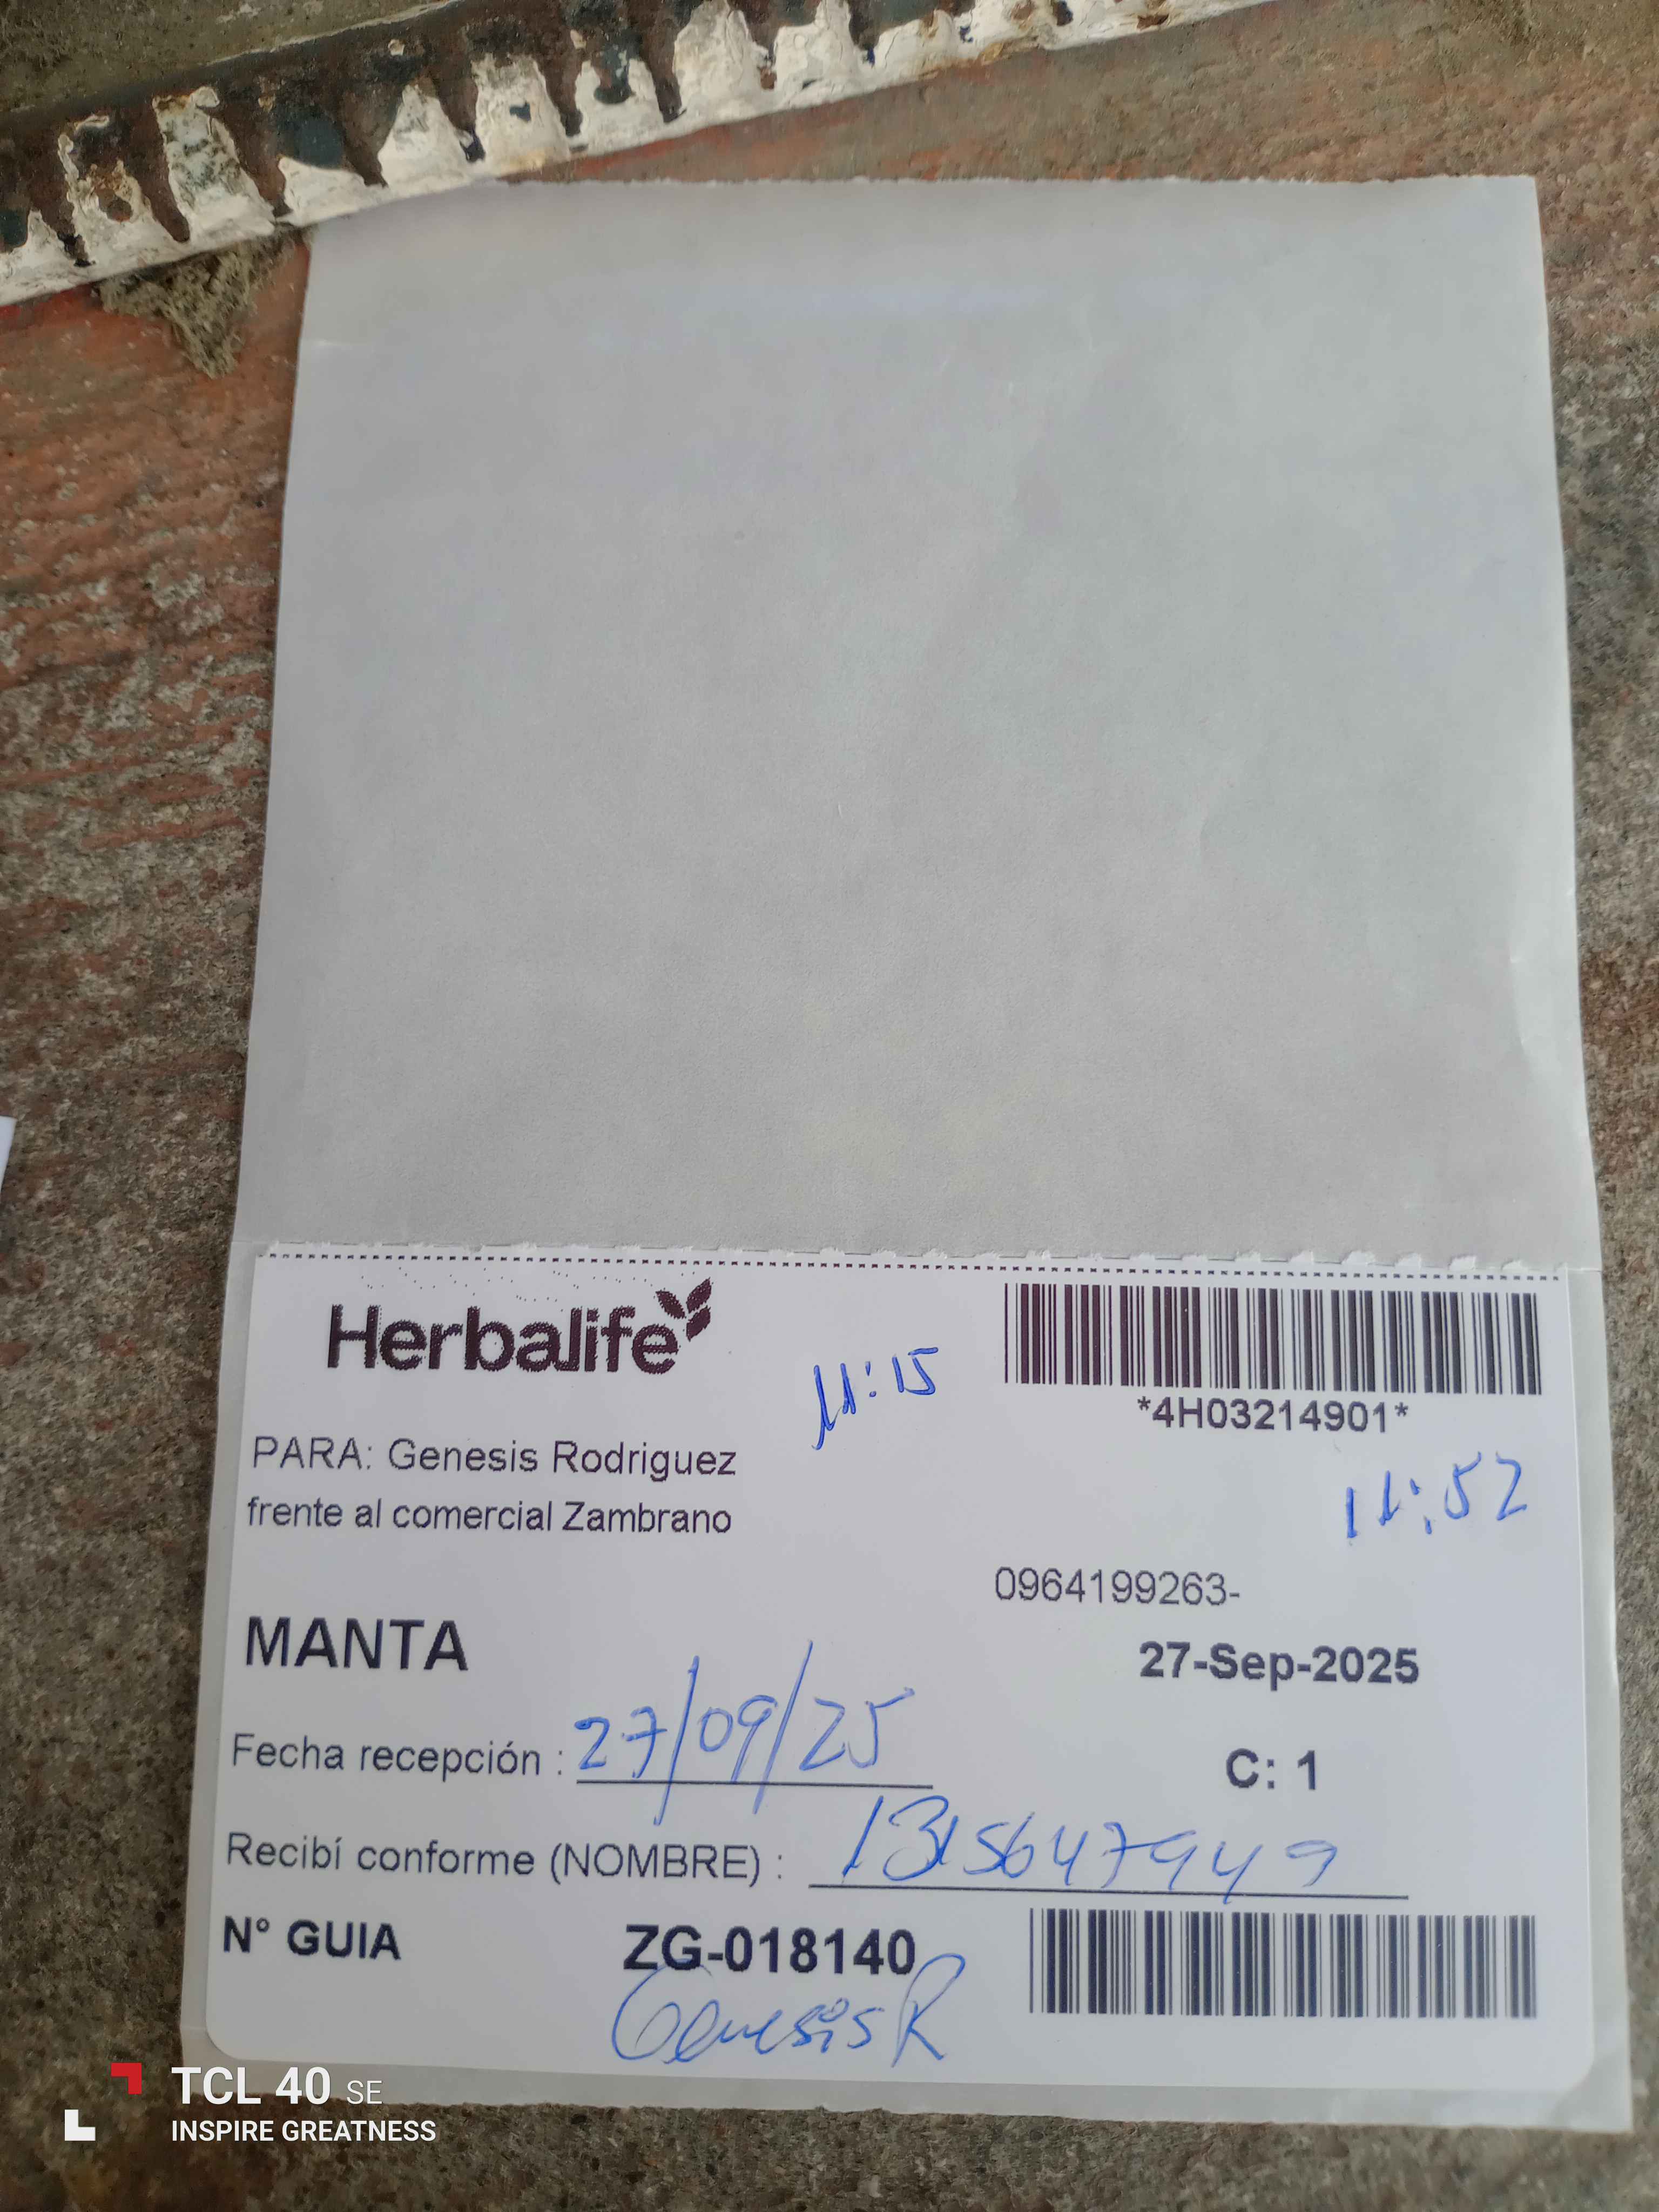 Herbalife
11:15
*4H03214901*
PARA: Genesis Rodriguez
11:52
frente al comercial Zambrano
0964199263-
MANTA
27-Sep-2025
Fecha recepción : 27/09/25
C: 1
Recibí conforme (NOMBRE) : 1315647949
N° GUIA ZG-018140
Genesis R
TCL 40 SE
INSPIRE GREATNESS